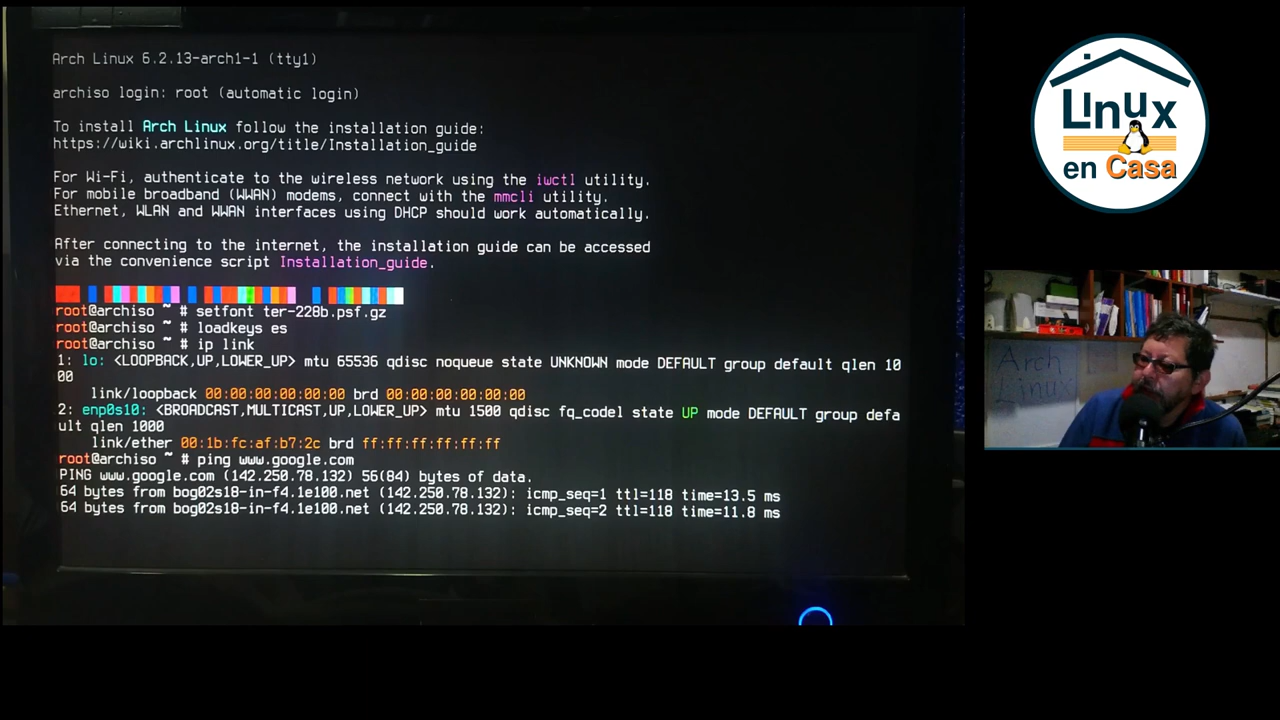 Arch Linux 6.2.13-arch1-1 (tty1)
archiso login: root (automatic login)
To install Arch Linux follow the installation guide:
https://wiki.archlinux.org/title/Installation_guide
For Wi-Fi, authenticate to the wireless network using the iwctl utility.
For mobile broadband (WWAN) modems, connect with the mmcli utility.
Ethernet, WLAN and WWAN interfaces using DHCP should work automatically.
After connecting to the internet, the installation guide can be accessed
via the convenience script Installation_guide.
root@archiso ~ # setfont ter-228b.psf.gz
root@archiso ~ # loadkeys es
root@archiso ~ # ip link
1: lo: <LOOPBACK,UP,LOWER_UP> mtu 65536 qdisc noqueue state UNKNOWN mode DEFAULT group default qlen 10
00
link/loopback 00:00:00:00:00:00 brd 00:00:00:00:00:00
2: enp0s10: <BROADCAST,MULTICAST,UP,LOWER_UP> mtu 1500 qdisc fq_codel state UP mode DEFAULT group defa
ult qlen 1000
link/ether 00:1b:fc:af:b7:2c brd ff:ff:ff:ff:ff:ff
root@archiso ~ # ping www.google.com
PING www.google.com (142.250.78.132) 56(84) bytes of data.
64 bytes from bog02s18-in-f4.1e100.net (142.250.78.132): icmp_seq=1 ttl=118 time=13.5 ms
64 bytes from bog02s18-in-f4.1e100.net (142.250.78.132): icmp_seq=2 ttl=118 time=11.8 ms
Linux
en Casa
Arch
Linux